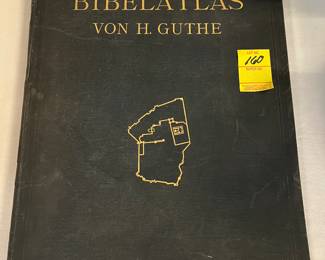 BIBELATLAS
VON H. GUTHE
160